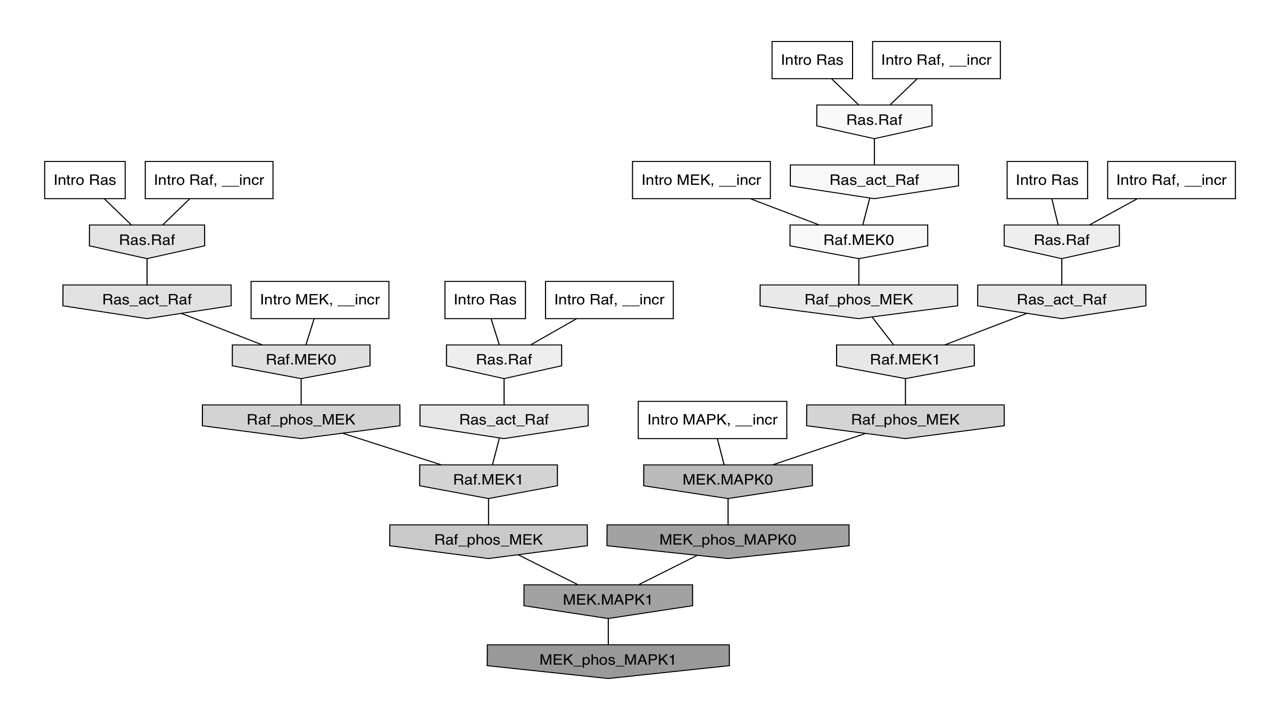 Intro Ras
Intro Raf, __incr
Ras.Raf
Intro Ras
Intro Raf, __incr
Intro MEK, __incr
Ras_act_Raf
Intro Ras
Intro Raf, __incr
Ras.Raf
Raf.MEK0
Ras.Raf
Ras_act_Raf
Intro MEK, __incr
Intro Ras
Intro Raf, __incr
Raf_phos_MEK
Ras_act_Raf
Raf.MEK0
Ras.Raf
Raf.MEK1
Raf_phos_MEK
Ras_act_Raf
Intro MAPK, __incr
Raf_phos_MEK
Raf.MEK1
MEK.MAPK0
Raf_phos_MEK
MEK_phos_MAPK0
MEK.MAPK1
MEK_phos_MAPK1